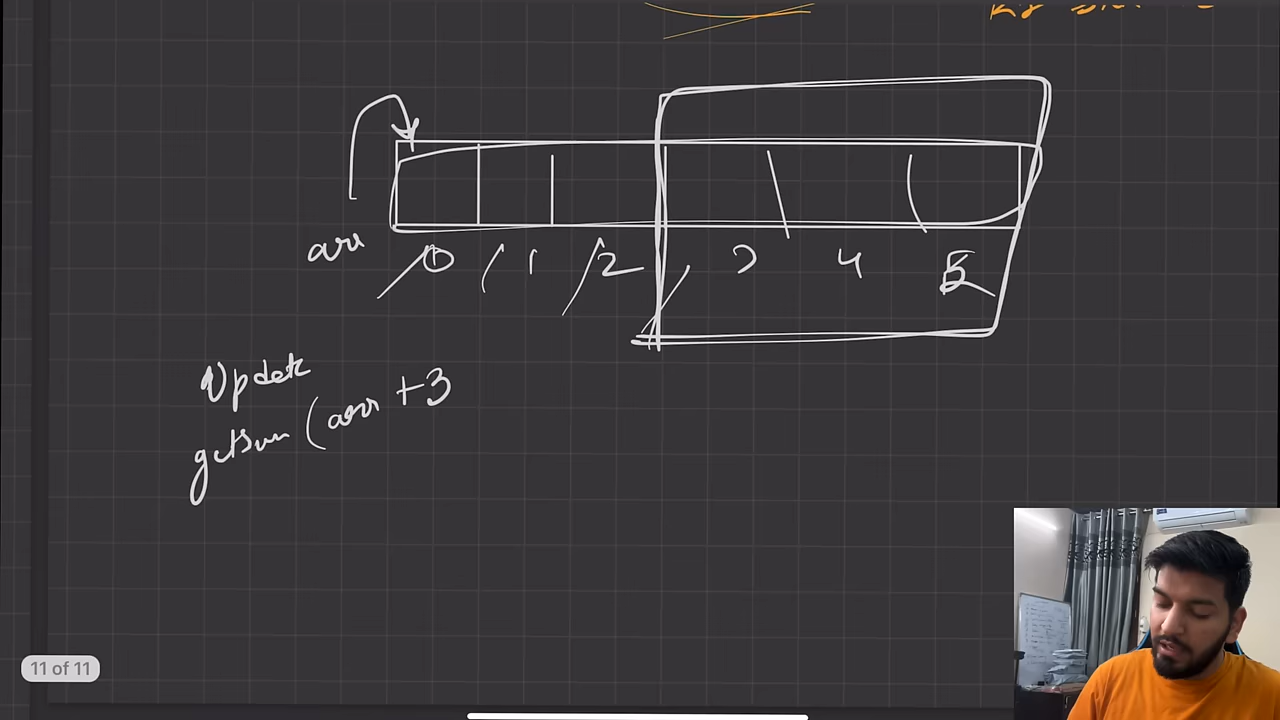 arr 0 1 2 3 4 5
Update
getSum (arr +3
11 of 11